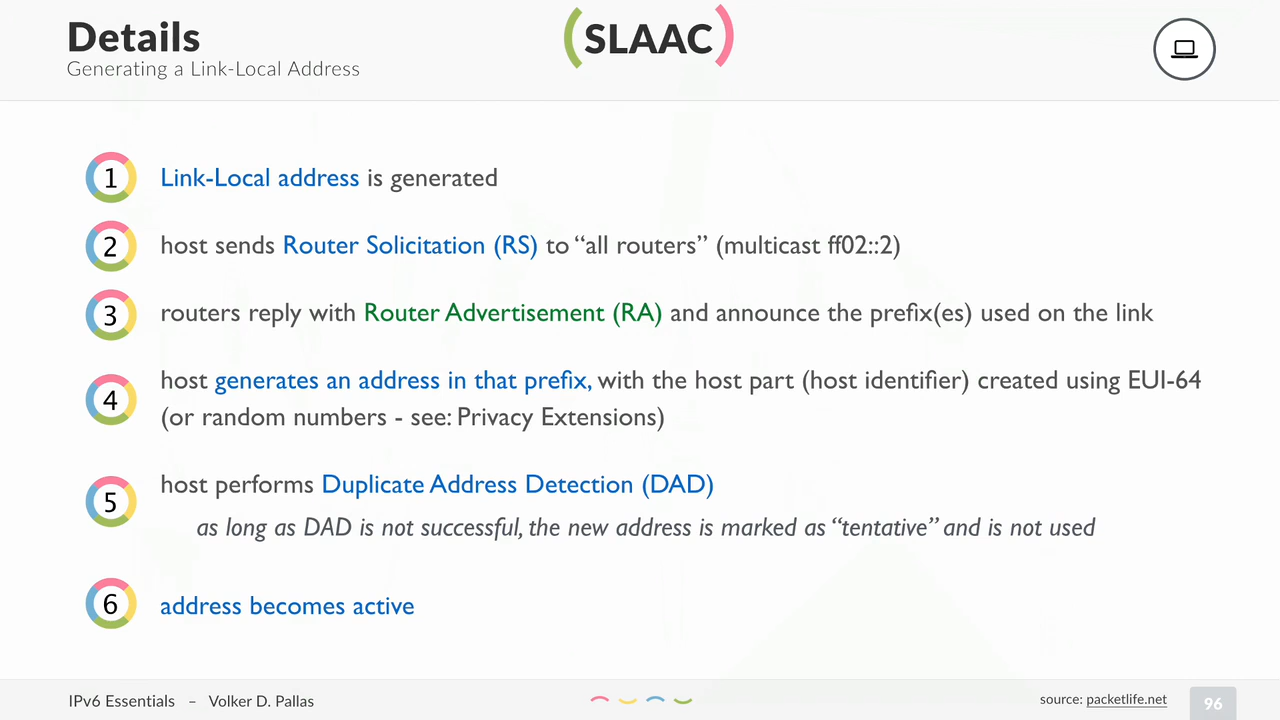 Details
Generating a Link-Local Address
(SLAAC)
1 Link-Local address is generated
2 host sends Router Solicitation (RS) to “all routers” (multicast ff02::2)
3 routers reply with Router Advertisement (RA) and announce the prefix(es) used on the link
4 host generates an address in that prefix, with the host part (host identifier) created using EUI-64
(or random numbers - see: Privacy Extensions)
5 host performs Duplicate Address Detection (DAD)
as long as DAD is not successful, the new address is marked as “tentative” and is not used
6 address becomes active
IPv6 Essentials – Volker D. Pallas
source: packetlife.net
96